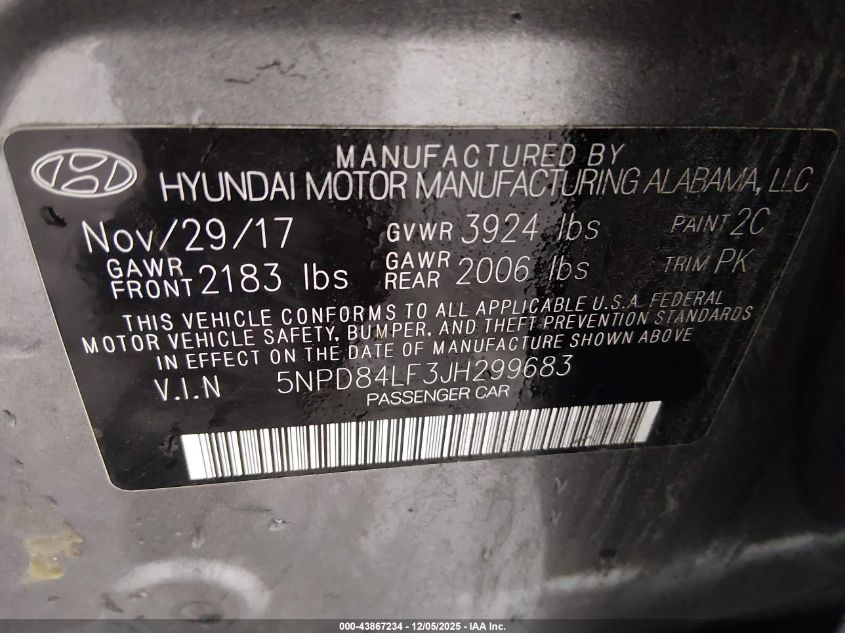 MANUFACTURED BY
HYUNDAI MOTOR MANUFACTURING ALABAMA, LLC
Nov/29/17 GVWR 3924 lbs PAINT 2C
GAWR FRONT 2183 lbs GAWR REAR 2006 lbs TRIM PK
THIS VEHICLE CONFORMS TO ALL APPLICABLE U.S.A. FEDERAL
MOTOR VEHICLE SAFETY, BUMPER, AND THEFT PREVENTION STANDARDS
IN EFFECT ON THE DATE OF MANUFACTURE SHOWN ABOVE
V.I.N 5NPD84LF3JH299683
PASSENGER CAR
000-43867234 - 12/05/2025 - IAA Inc.